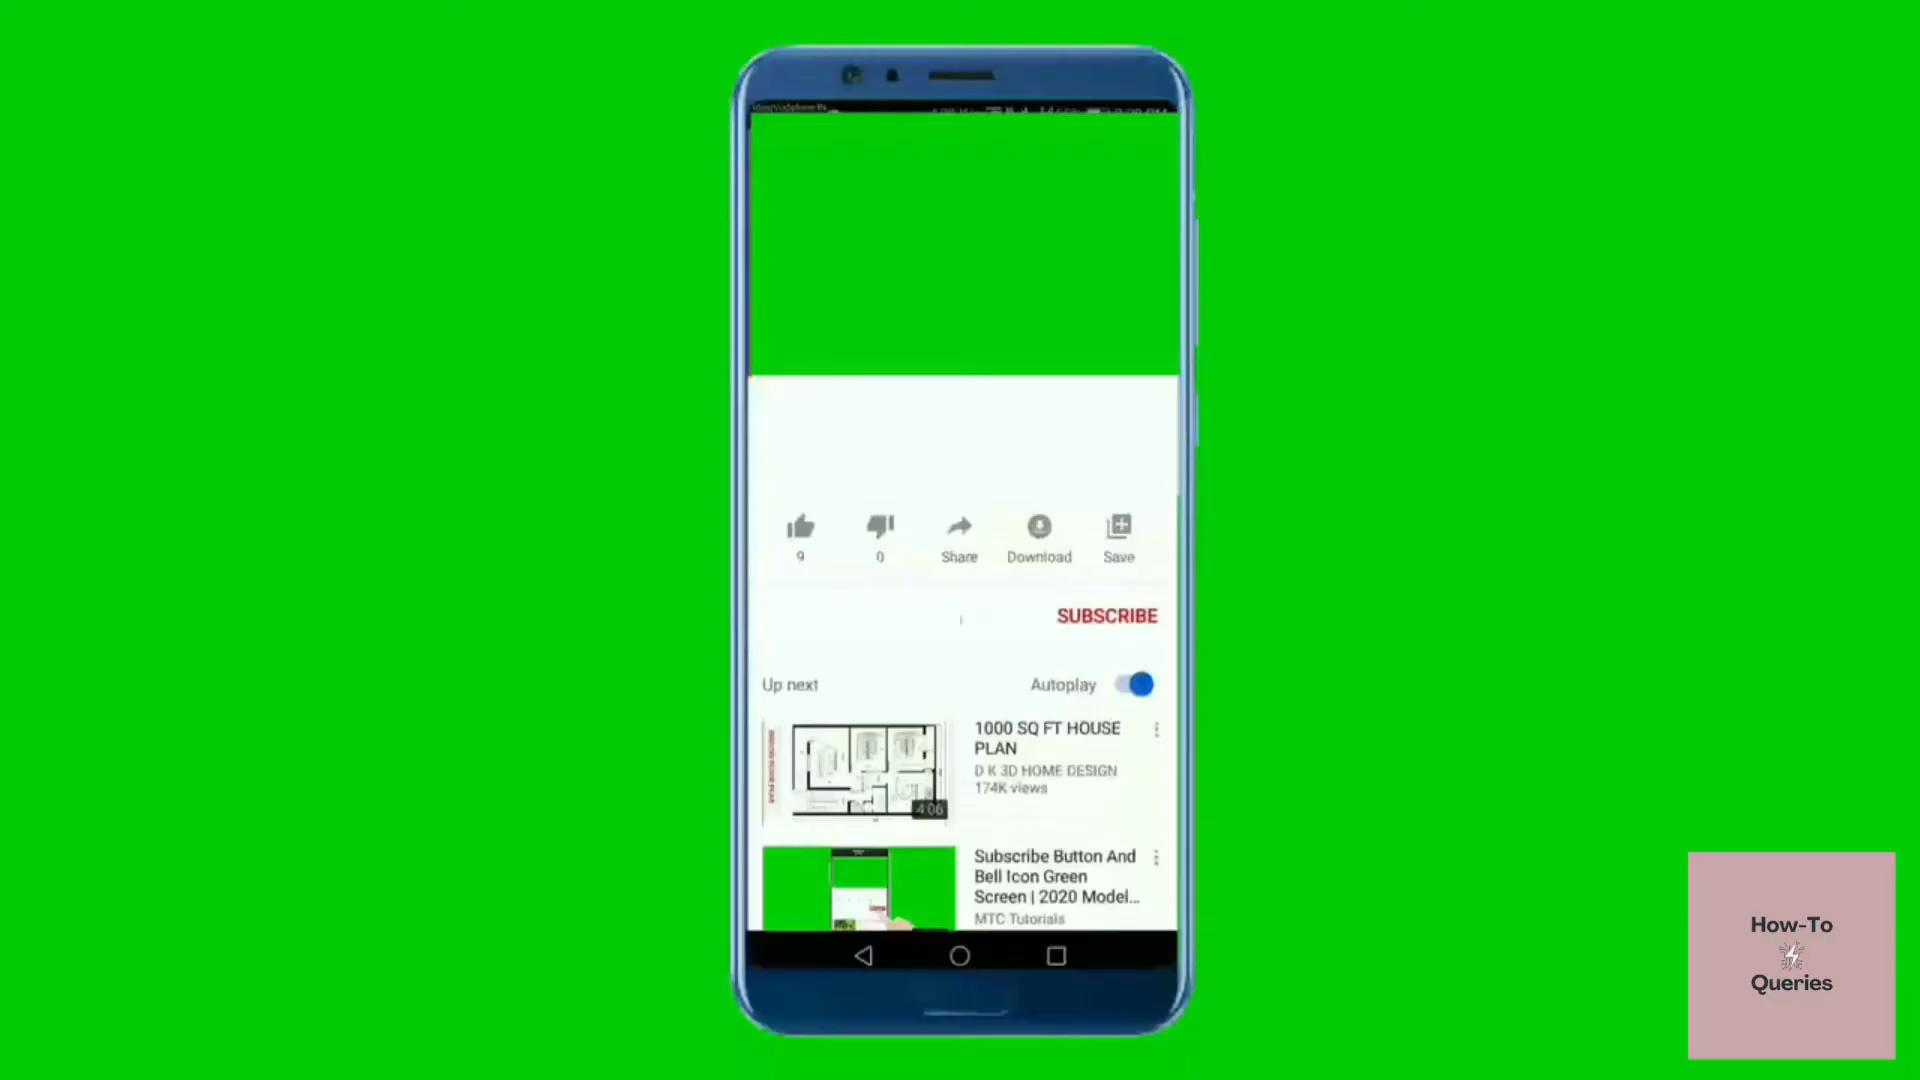 9
0
Share
Download
Save
SUBSCRIBE
Up next
Autoplay
1000 SQ FT HOUSE
PLAN
D K 3D HOME DESIGN
174K views
4:06
Subscribe Button And
Bell Icon Green
Screen | 2020 Model...
MTC Tutorials
How-To
Queries